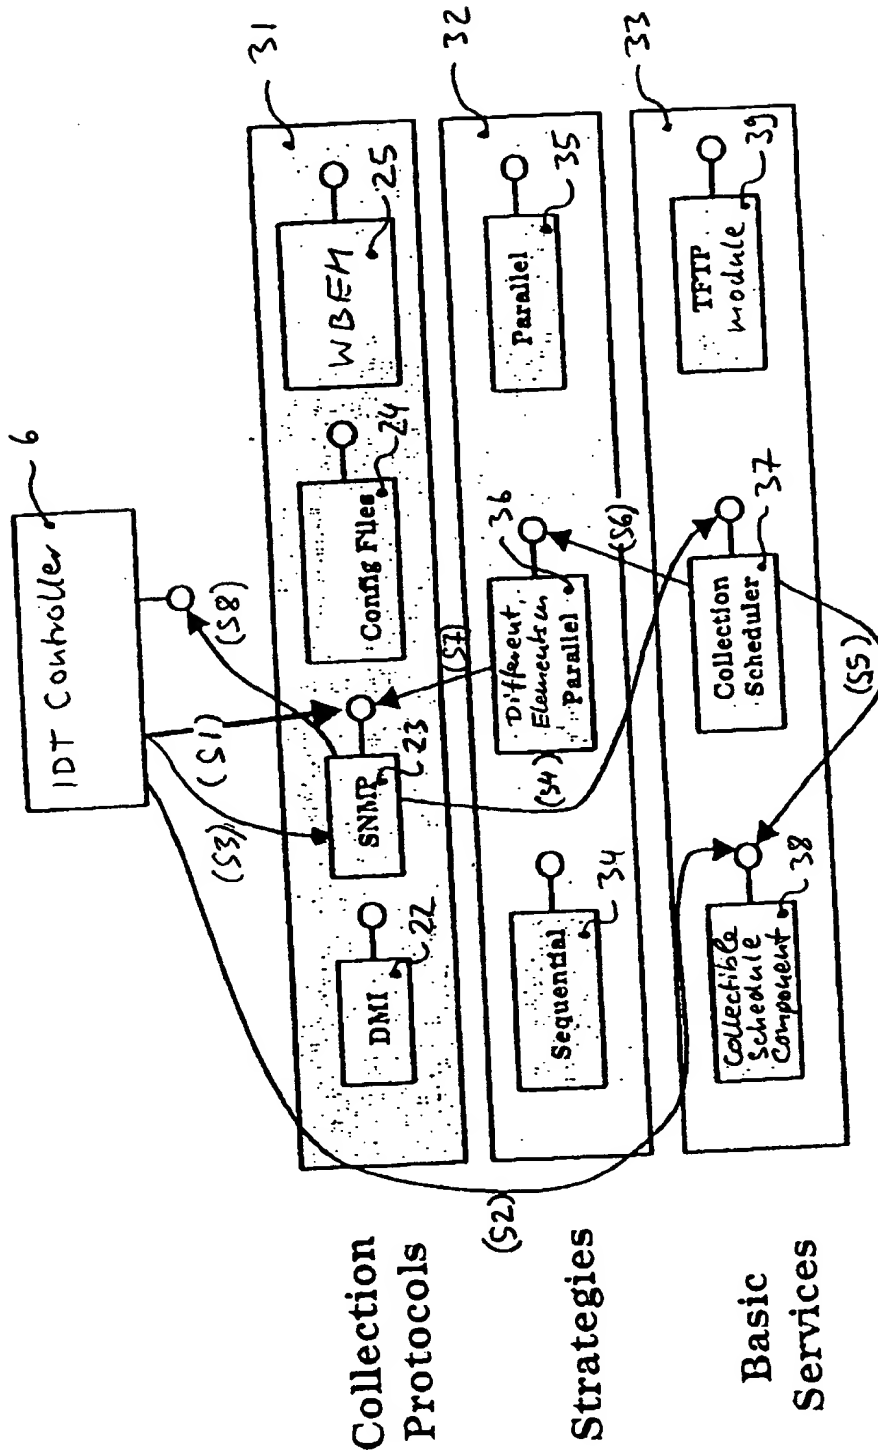 IDT Controller
6
(S1)
(S2)
(S3)
(S8)
Collection
Protocols
31
DMI
22
SNMP
23
Config Files
24
WBEM
25
(S7)
Strategies
32
Sequential
34
Different
Elements in
Parallel
36
Parallel
35
(S4)
(S6)
Basic
Services
33
Collectible
Schedule
Component
38
Collection
Scheduler
37
TFTP
module
39
(S5)